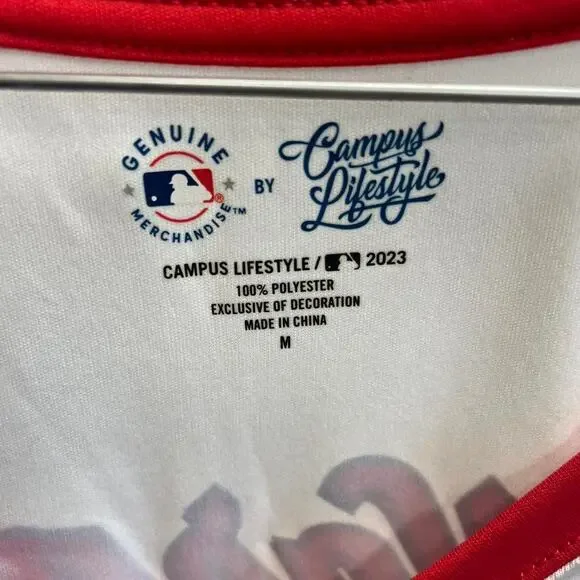 GENUINE
MERCHANDISE™
BY
Campus
Lifestyle
CAMPUS LIFESTYLE / 2023
100% POLYESTER
EXCLUSIVE OF DECORATION
MADE IN CHINA
M